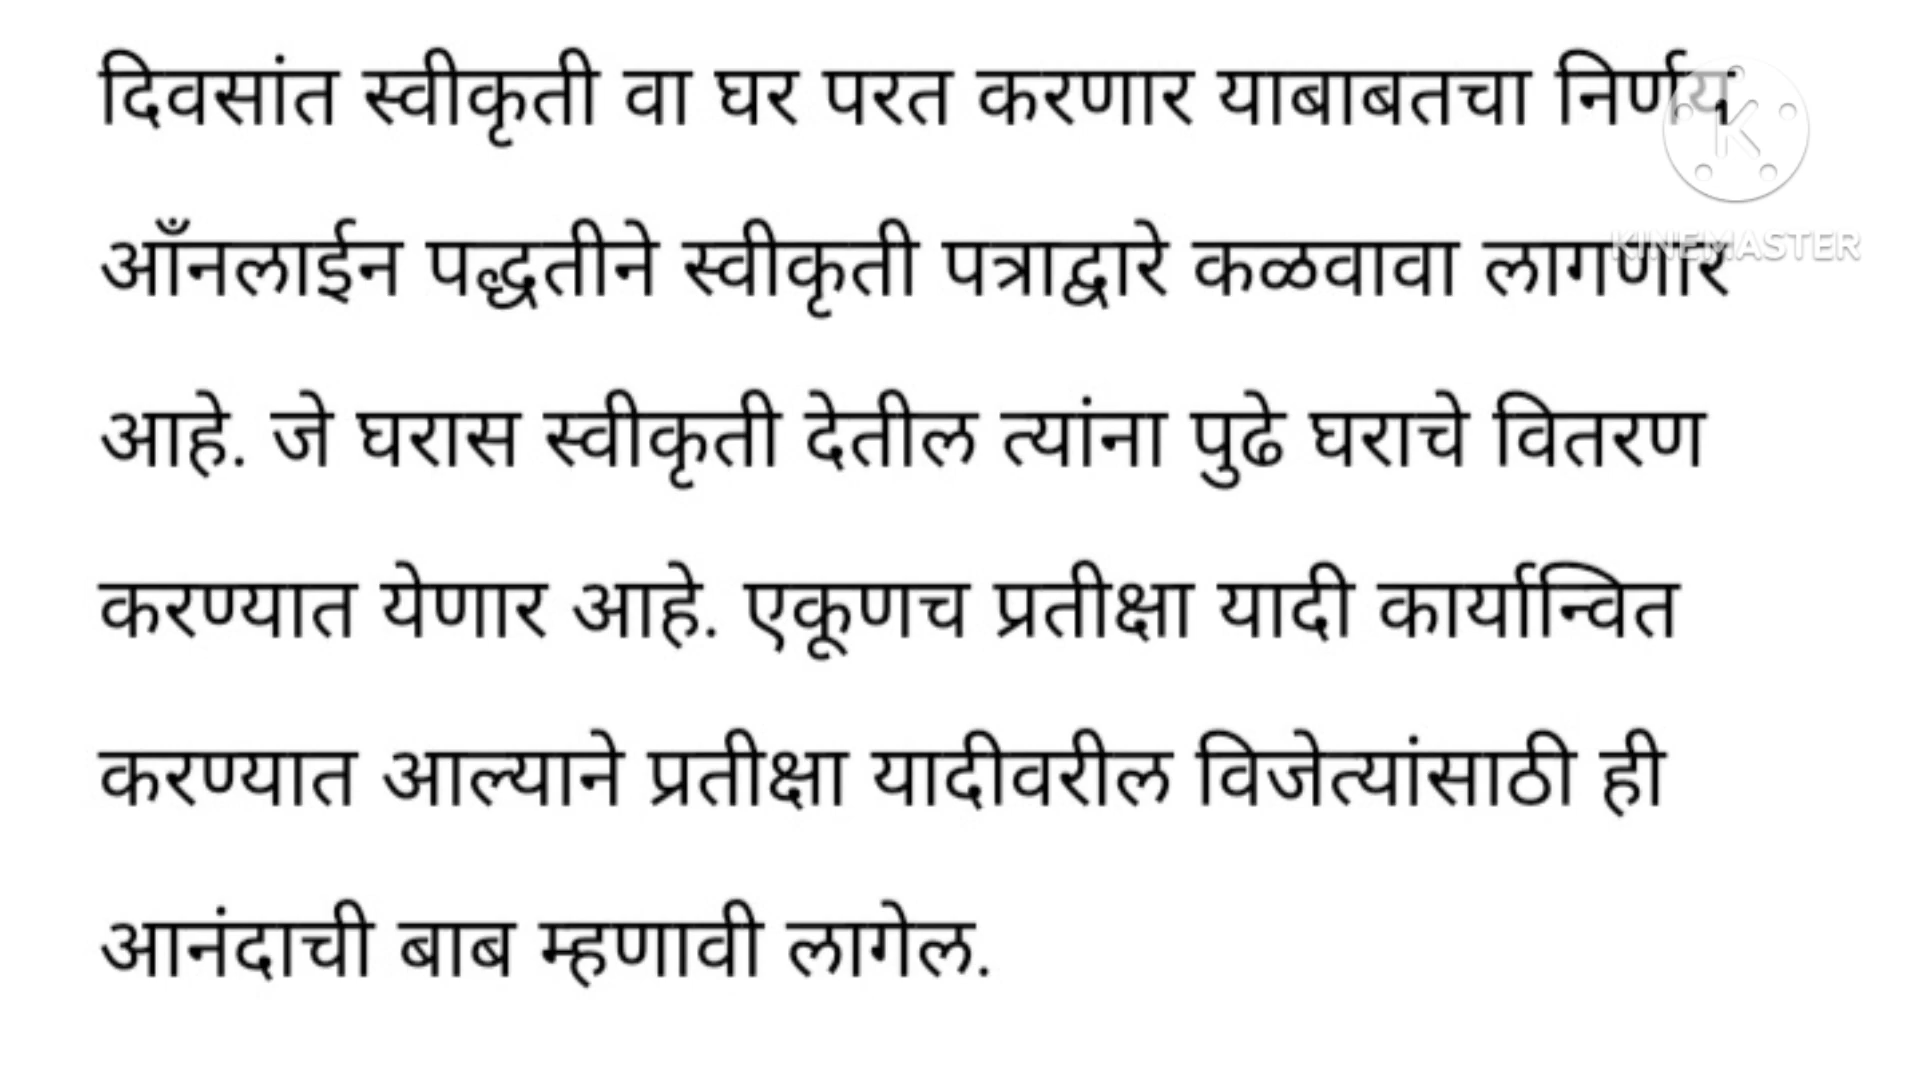 दिवसांत स्वीकृती वा घर परत करणार याबाबतचा निर्णय
आँनलाईन पद्धतीने स्वीकृती पत्राद्वारे कळवावा लागणार
आहे. जे घरास स्वीकृती देतील त्यांना पुढे घराचे वितरण
करण्यात येणार आहे. एकूणच प्रतीक्षा यादी कार्यान्वित
करण्यात आल्याने प्रतीक्षा यादीवरील विजेत्यांसाठी ही
आनंदाची बाब म्हणावी लागेल.
K
KINEMASTER